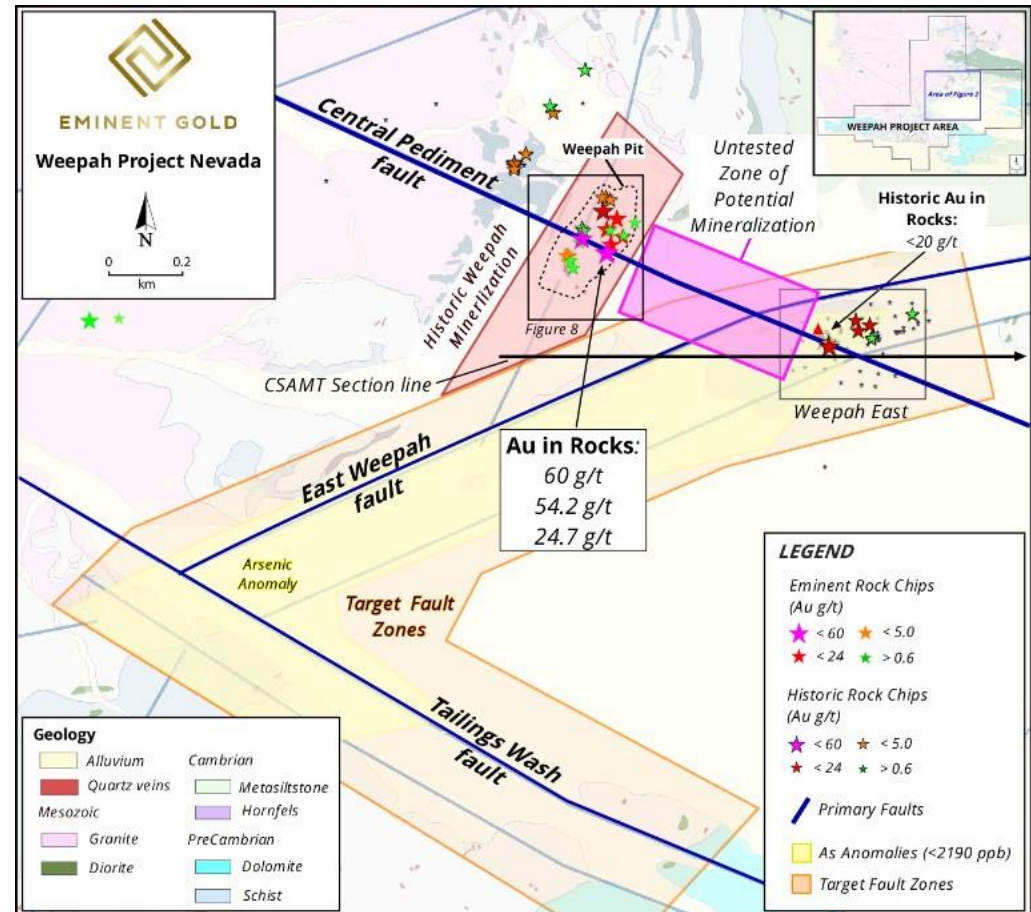 EMINENT GOLD
Weepah Project Nevada
N
0 0.2
km
Central Pediment
fault
Weepah Pit
Untested
Zone of
Potential
Mineralization
Area of Figure 2
WEEPAH PROJECT AREA
Historic Au in
Rocks:
<20 g/t
Historic Weepah
Minerlization
Figure 8
CSAMT Section line
Weepah East
East Weepah
fault
Au in Rocks:
60 g/t
54.2 g/t
24.7 g/t
Arsenic
Anomaly
Target Fault
Zones
Tailings Wash
fault
Geology
Alluvium
Quartz veins
Mesozoic
Granite
Diorite
Cambrian
Metasiltstone
Hornfels
PreCambrian
Dolomite
Schist
LEGEND
Eminent Rock Chips
(Au g/t)
< 60 < 5.0
< 24 > 0.6
Historic Rock Chips
(Au g/t)
< 60 < 5.0
< 24 > 0.6
Primary Faults
As Anomalies (<2190 ppb)
Target Fault Zones